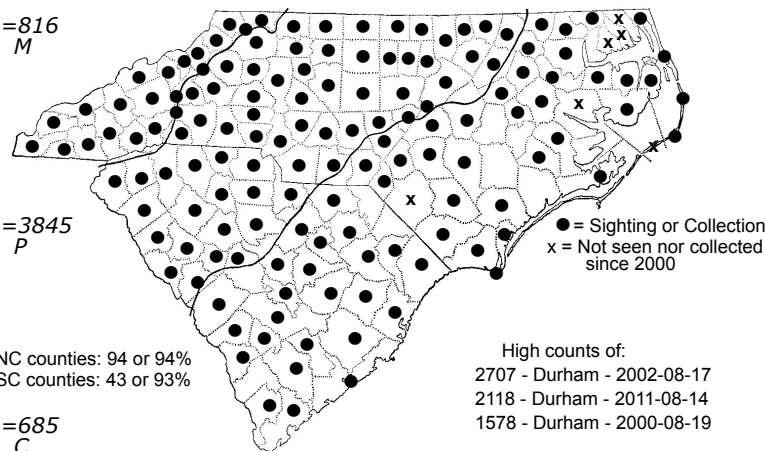 =816
M
x
x
x
x
x
x
=3845
P
● = Sighting or Collection
x = Not seen nor collected
since 2000
NC counties: 94 or 94%
SC counties: 43 or 93%
High counts of:
2707 - Durham - 2002-08-17
2118 - Durham - 2011-08-14
1578 - Durham - 2000-08-19
=685
C